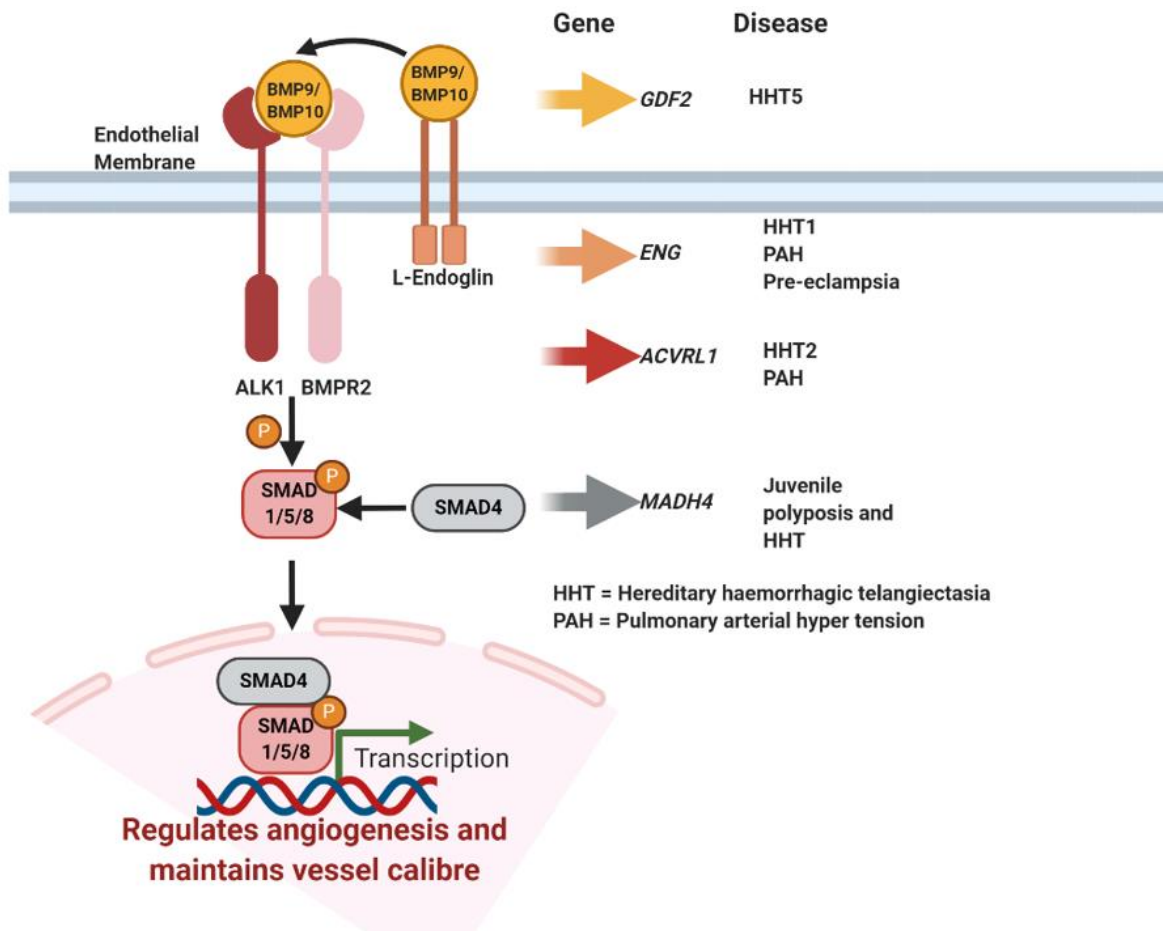 Gene
Disease
BMP9/
BMP10
BMP9/
BMP10
GDF2
HHT5
Endothelial
Membrane
L-Endoglin
ENG
HHT1
PAH
Pre-eclampsia
ACVRL1
HHT2
PAH
ALK1
BMPR2
P
P
SMAD
1/5/8
SMAD4
MADH4
Juvenile
polyposis and
HHT
HHT = Hereditary haemorrhagic telangiectasia
PAH = Pulmonary arterial hyper tension
SMAD4
P
SMAD
1/5/8
Transcription
Regulates angiogenesis and
maintains vessel calibre